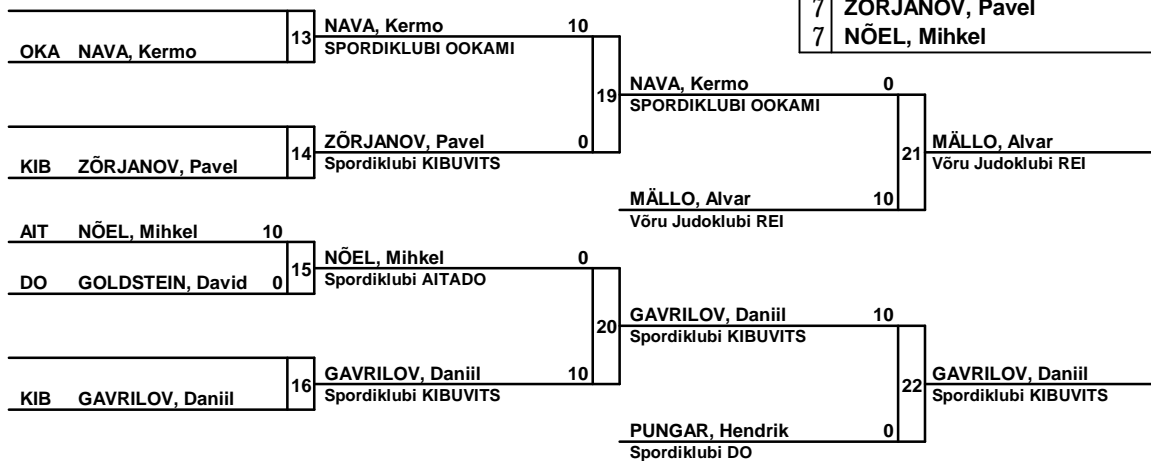 7 ZÕRJANOV, Pavel
7 NÕEL, Mihkel
13 NAVA, Kermo 10
OKA NAVA, Kermo
SPORDIKLUBI OOKAMI
19 NAVA, Kermo 0
SPORDIKLUBI OOKAMI
14 ZÕRJANOV, Pavel 0
KIB ZÕRJANOV, Pavel
Spordiklubi KIBUVITS
21 MÄLLO, Alvar
Võru Judoklubi REI
MÄLLO, Alvar 10
Võru Judoklubi REI
AIT NÕEL, Mihkel 10
15 NÕEL, Mihkel 0
DO GOLDSTEIN, David 0
Spordiklubi AITADO
20 GAVRILOV, Daniil 10
Spordiklubi KIBUVITS
16 GAVRILOV, Daniil 10
KIB GAVRILOV, Daniil
Spordiklubi KIBUVITS
22 GAVRILOV, Daniil
Spordiklubi KIBUVITS
PUNGAR, Hendrik 0
Spordiklubi DO